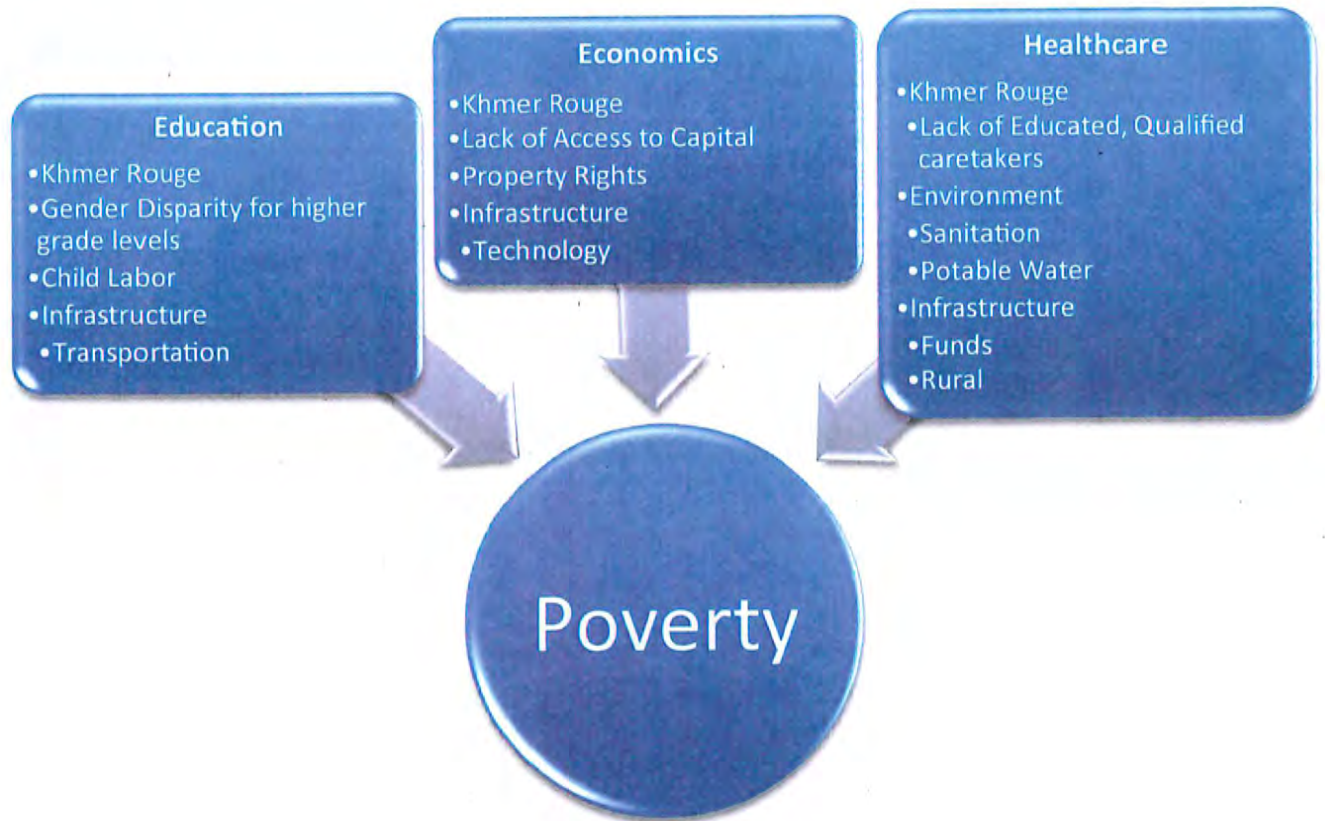 Education
•Khmer Rouge
•Gender Disparity for higher
grade levels
•Child Labor
•Infrastructure
•Transportation
Economics
•Khmer Rouge
•Lack of Access to Capital
•Property Rights
•Infrastructure
•Technology
Healthcare
•Khmer Rouge
•Lack of Educated, Qualified
caretakers
•Environment
•Sanitation
•Potable Water
•Infrastructure
•Funds
•Rural
Poverty